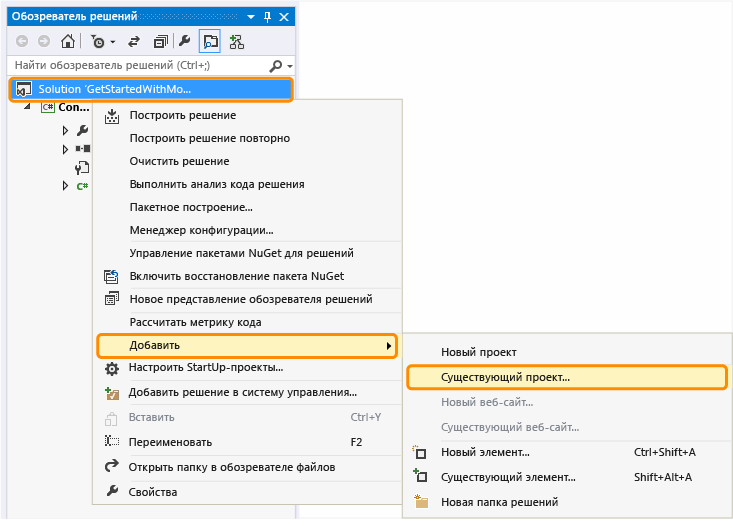 Обозреватель решений
Найти обозреватель решений (Ctrl+;)
Solution 'GetStartedWithMo...
C# Con...
C#
Построить решение
Построить решение повторно
Очистить решение
Выполнить анализ кода решения
Пакетное построение...
Менеджер конфигурации...
Управление пакетами NuGet для решений
Включить восстановление пакета NuGet
Новое представление обозревателя решений
Рассчитать метрику кода
Добавить
Настроить StartUp-проекты...
Добавить решение в систему управления...
Вставить Ctrl+Y
Переименовать F2
Открыть папку в обозревателе файлов
Свойства
Новый проект
Существующий проект...
Новый веб-сайт...
Существующий веб-сайт...
Новый элемент... Ctrl+Shift+A
Существующий элемент... Shift+Alt+A
Новая папка решений